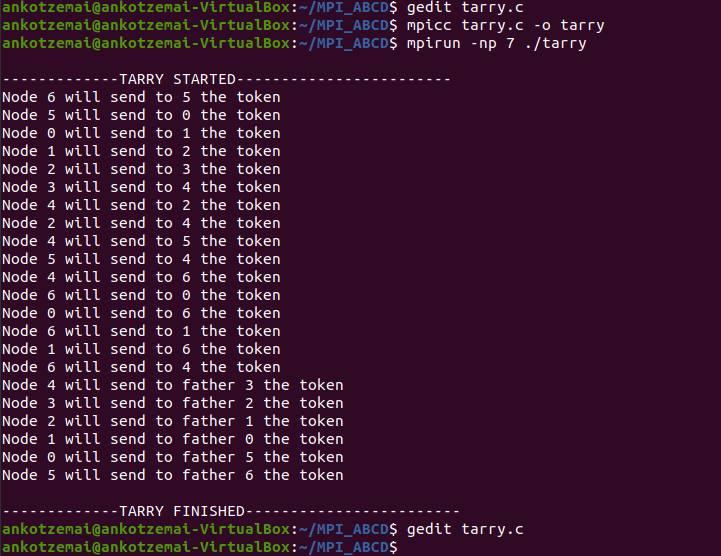 ankotzemai@ankotzemai-VirtualBox:~/MPI_ABCD$ gedit tarry.c
ankotzemai@ankotzemai-VirtualBox:~/MPI_ABCD$ mpicc tarry.c -o tarry
ankotzemai@ankotzemai-VirtualBox:~/MPI_ABCD$ mpirun -np 7 ./tarry
-------------TARRY STARTED------------------------
Node 6 will send to 5 the token
Node 5 will send to 0 the token
Node 0 will send to 1 the token
Node 1 will send to 2 the token
Node 2 will send to 3 the token
Node 3 will send to 4 the token
Node 4 will send to 2 the token
Node 2 will send to 4 the token
Node 4 will send to 5 the token
Node 5 will send to 4 the token
Node 4 will send to 6 the token
Node 6 will send to 0 the token
Node 0 will send to 6 the token
Node 6 will send to 1 the token
Node 1 will send to 6 the token
Node 6 will send to 4 the token
Node 4 will send to father 3 the token
Node 3 will send to father 2 the token
Node 2 will send to father 1 the token
Node 1 will send to father 0 the token
Node 0 will send to father 5 the token
Node 5 will send to father 6 the token
-------------TARRY FINISHED------------------------
ankotzemai@ankotzemai-VirtualBox:~/MPI_ABCD$ gedit tarry.c
ankotzemai@ankotzemai-VirtualBox:~/MPI_ABCD$